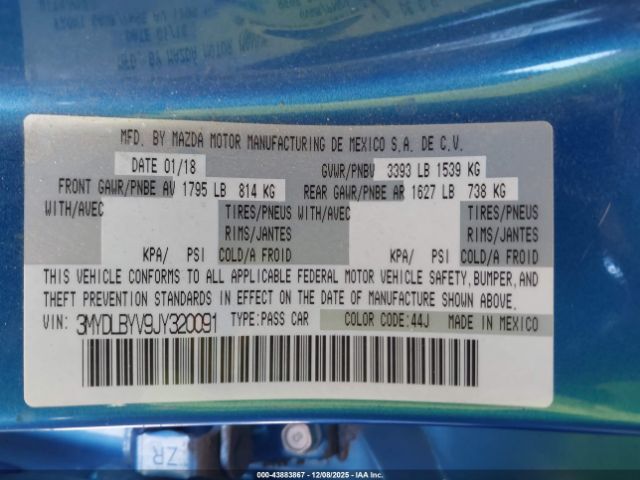 MFD. BY MAZDA MOTOR MANUFACTURING DE MEXICO S.A. DE C.V.
DATE 01/18 GVWR/PNBV 3393 LB 1539 KG
FRONT GAWR/PNBE AV 1795 LB 814 KG REAR GAWR/PNBE AR 1627 LB 738 KG
WITH/AVEC TIRES/PNEUS WITH/AVEC TIRES/PNEUS
RIMS/JANTES RIMS/JANTES
KPA/ PSI COLD/A FROID KPA/ PSI COLD/A FROID
THIS VEHICLE CONFORMS TO ALL APPLICABLE FEDERAL MOTOR VEHICLE SAFETY, BUMPER, AND
THEFT PREVENTION STANDARDS IN EFFECT ON THE DATE OF MANUFACTURE SHOWN ABOVE.
VIN: 3MYDLBYV9JY320091 TYPE:PASS CAR COLOR CODE:44J MADE IN MEXICO
ZR
000-43883867 - 12/08/2025 - IAAI.com